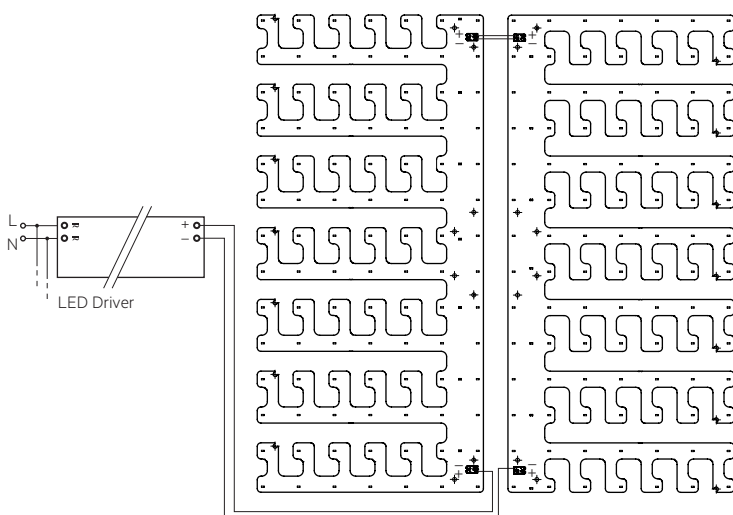 + +
− −
L
N
+
−
LED Driver
− −
+ +